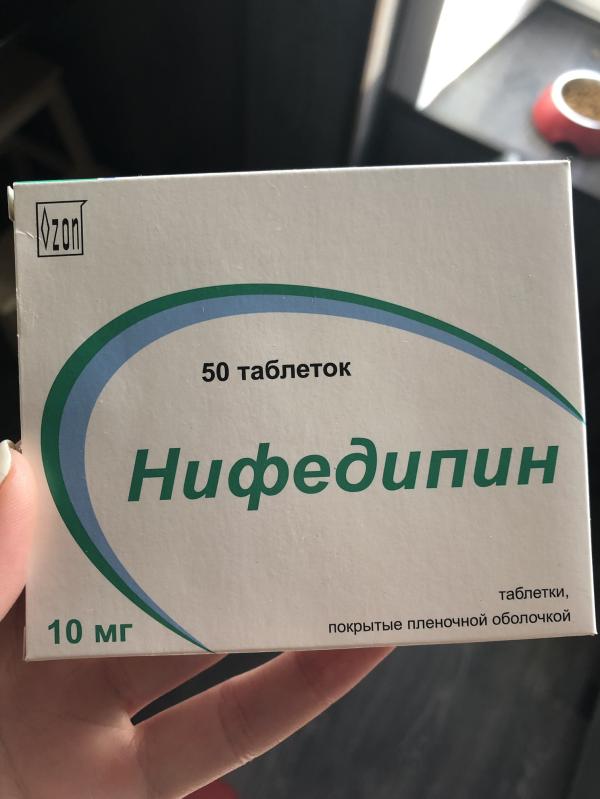 Ozon
50 таблеток
Нифедипин
таблетки,
покрытые пленочной оболочкой
10 мг